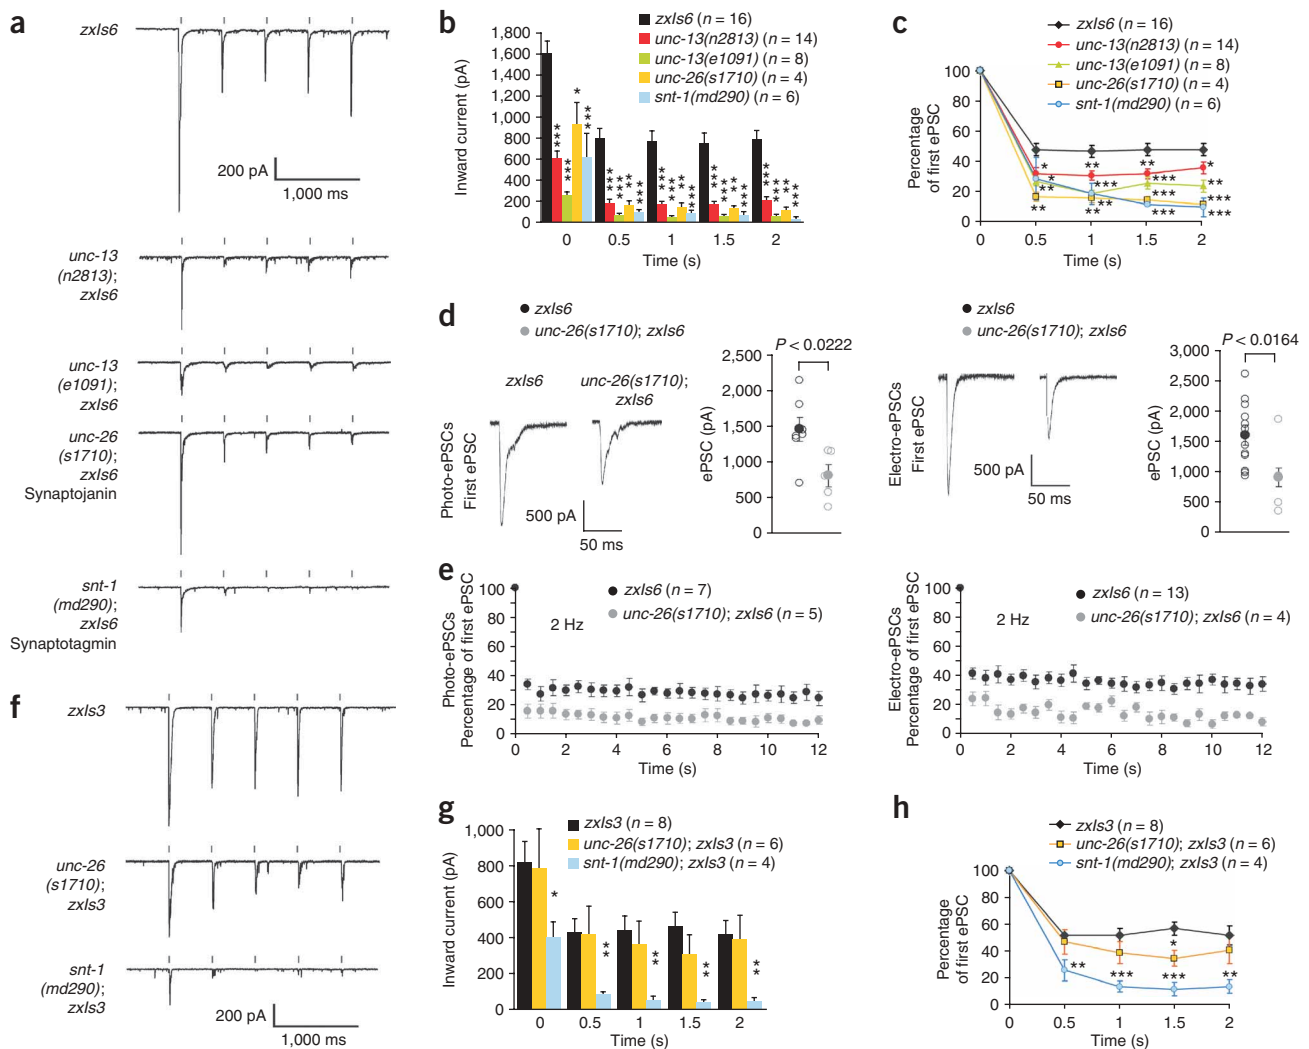 a
zxIs6
200 pA
1,000 ms
unc-13
(n2813);
zxIs6
unc-13
(e1091);
zxIs6
unc-26
(s1710);
zxIs6
Synaptojanin
snt-1
(md290);
zxIs6
Synaptotagmin
b
zxIs6 (n = 16)
unc-13(n2813) (n = 14)
unc-13(e1091) (n = 8)
unc-26(s1710) (n = 4)
snt-1(md290) (n = 6)
Inward current (pA)
1,800
1,600
1,400
1,200
1,000
800
600
400
200
0
0 0.5 1 1.5 2
Time (s)
c
zxIs6 (n = 16)
unc-13(n2813) (n = 14)
unc-13(e1091) (n = 8)
unc-26(s1710) (n = 4)
snt-1(md290) (n = 6)
Percentage
of first ePSC
100
80
60
40
20
0
0 0.5 1 1.5 2
Time (s)
d
zxIs6
unc-26(s1710); zxIs6
Photo-ePSCs
First ePSC
zxIs6
unc-26(s1710);
zxIs6
500 pA
50 ms
P < 0.0222
ePSC (pA)
2,500
2,000
1,500
1,000
500
0
zxIs6
unc-26(s1710); zxIs6
Electro-ePSCs
First ePSC
500 pA
50 ms
P < 0.0164
ePSC (pA)
3,000
2,500
2,000
1,500
1,000
500
0
e
Photo-ePSCs
Percentage of first ePSC
100
80
60
40
20
0
zxIs6 (n = 7)
unc-26(s1710); zxIs6 (n = 5)
2 Hz
0 2 4 6 8 10 12
Time (s)
Electro-ePSCs
Percentage of first ePSC
100
80
60
40
20
0
zxIs6 (n = 13)
unc-26(s1710); zxIs6 (n = 4)
2 Hz
0 2 4 6 8 10 12
Time (s)
f
zxIs3
unc-26
(s1710);
zxIs3
snt-1
(md290);
zxIs3
200 pA
1,000 ms
g
zxIs3 (n = 8)
unc-26(s1710); zxIs3 (n = 6)
snt-1(md290); zxIs3 (n = 4)
Inward current (pA)
1,000
800
600
400
200
0
0 0.5 1 1.5 2
Time (s)
h
zxIs3 (n = 8)
unc-26(s1710); zxIs3 (n = 6)
snt-1(md290); zxIs3 (n = 4)
Percentage
of first ePSC
100
80
60
40
20
0
0 0.5 1 1.5 2
Time (s)